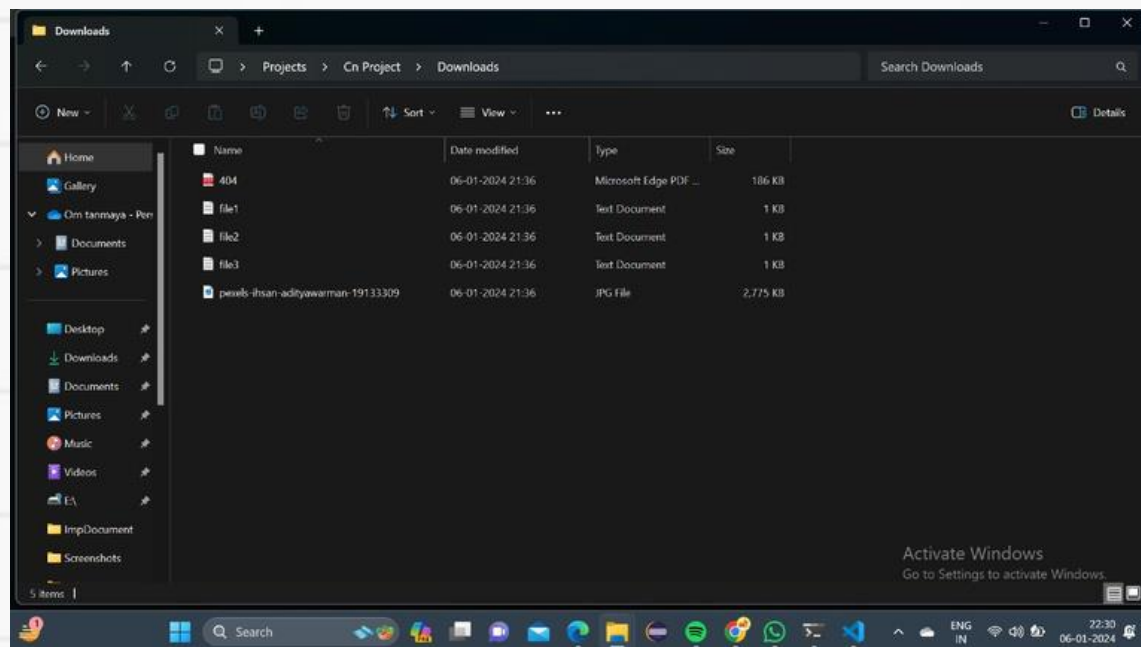 Downloads
Projects > Cn Project > Downloads
Search Downloads
New
Sort
View
Details
Name Date modified Type Size
404 06-01-2024 21:36 Microsoft Edge PDF ... 186 KB
file1 06-01-2024 21:36 Text Document 1 KB
file2 06-01-2024 21:36 Text Document 1 KB
file3 06-01-2024 21:36 Text Document 1 KB
pexels-ihsan-adityawarman-19133309 06-01-2024 21:36 JPG File 2,775 KB
Home
Gallery
Om tanmaya - Pers
Documents
Pictures
Desktop
Downloads
Documents
Pictures
Music
Videos
E:\
ImpDocument
Screenshots
Activate Windows
Go to Settings to activate Windows.
5 items
1
Search
ENG
IN
22:30
06-01-2024